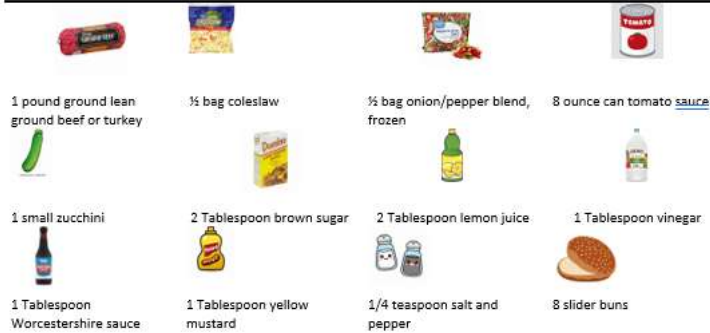 TOMATO
1 pound ground lean
ground beef or turkey
½ bag coleslaw
½ bag onion/pepper blend,
frozen
8 ounce can tomato sauce
Domino
1 small zucchini
2 Tablespoon brown sugar
2 Tablespoon lemon juice
1 Tablespoon vinegar
1 Tablespoon
Worcestershire sauce
1 Tablespoon yellow
mustard
1/4 teaspoon salt and
pepper
8 slider buns